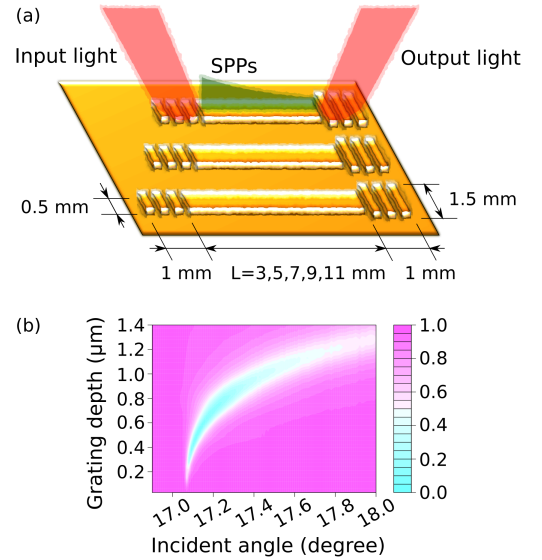 (a)
Input light
SPPs
Output light
0.5 mm
1.5 mm
1 mm
L=3,5,7,9,11 mm
1 mm
(b)
Grating depth (μm)
1.4
1.2
1.0
0.8
0.6
0.4
0.2
17.0
17.2
17.4
17.6
17.8
18.0
Incident angle (degree)
1.0
0.8
0.6
0.4
0.2
0.0